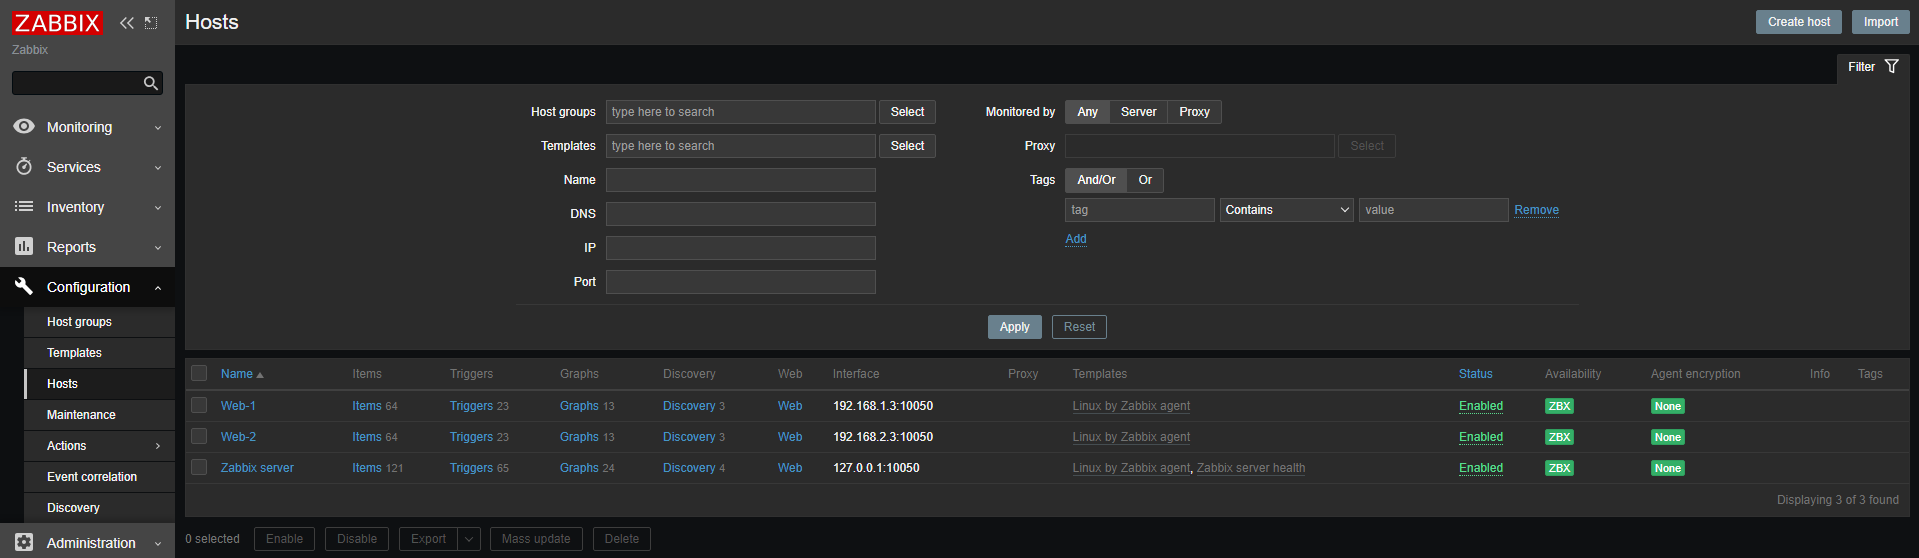 ZABBIX
Zabbix
Monitoring
Services
Inventory
Reports
Configuration
Host groups
Templates
Hosts
Maintenance
Actions
Event correlation
Discovery
Administration
Hosts
Create host Import
Filter
Host groups type here to search Select
Templates type here to search Select
Name
DNS
IP
Port
Monitored by Any Server Proxy
Proxy Select
Tags And/Or Or
tag Contains value Remove
Add
Apply Reset
Name Items Triggers Graphs Discovery Web Interface Proxy Templates Status Availability Agent encryption Info Tags
Web-1 Items 64 Triggers 23 Graphs 13 Discovery 3 Web 192.168.1.3:10050 Linux by Zabbix agent Enabled ZBX None
Web-2 Items 64 Triggers 23 Graphs 13 Discovery 3 Web 192.168.2.3:10050 Linux by Zabbix agent Enabled ZBX None
Zabbix server Items 121 Triggers 65 Graphs 24 Discovery 4 Web 127.0.0.1:10050 Linux by Zabbix agent, Zabbix server health Enabled ZBX None
Displaying 3 of 3 found
0 selected Enable Disable Export Mass update Delete